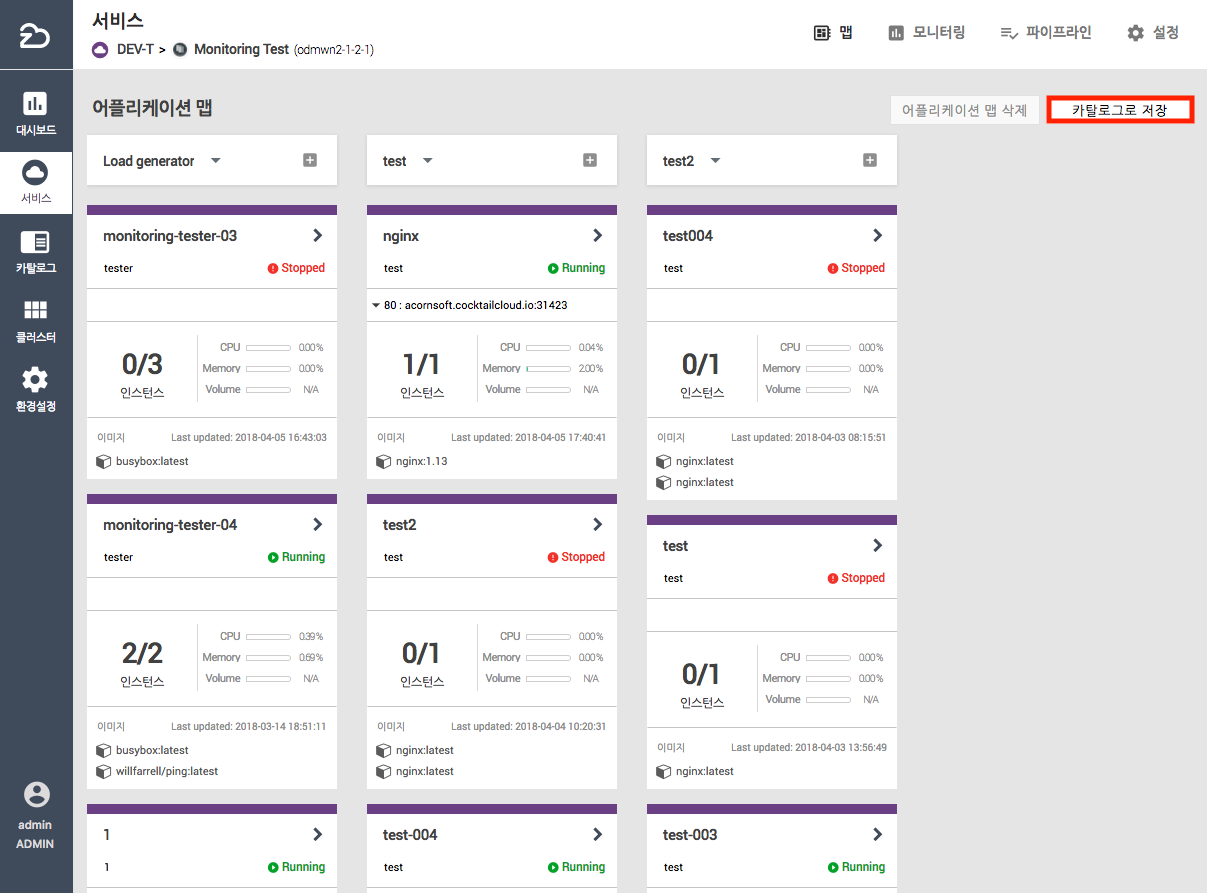 서비스
DEV-T > Monitoring Test (odmwn2-1-2-1)
맵
모니터링
파이프라인
설정
대시보드
서비스
카탈로그
클러스터
환경설정
admin
ADMIN
어플리케이션 맵
어플리케이션 맵 삭제
카탈로그로 저장
Load generator
monitoring-tester-03
tester
Stopped
0/3
인스턴스
CPU 0.00%
Memory 0.00%
Volume N/A
이미지 Last updated: 2018-04-05 16:43:03
busybox:latest
monitoring-tester-04
tester
Running
2/2
인스턴스
CPU 0.39%
Memory 0.69%
Volume N/A
이미지 Last updated: 2018-03-14 18:51:11
busybox:latest
willfarrell/ping:latest
1
1
Running
test
nginx
test
Running
80 : acornsoft.cocktailcloud.io:31423
1/1
인스턴스
CPU 0.04%
Memory 2.00%
Volume N/A
이미지 Last updated: 2018-04-05 17:40:41
nginx:1.13
test2
test
Stopped
0/1
인스턴스
CPU 0.00%
Memory 0.00%
Volume N/A
이미지 Last updated: 2018-04-04 10:20:31
nginx:latest
nginx:latest
test-004
test
Running
test2
test004
test
Stopped
0/1
인스턴스
CPU 0.00%
Memory 0.00%
Volume N/A
이미지 Last updated: 2018-04-03 08:15:51
nginx:latest
nginx:latest
test
test
Stopped
0/1
인스턴스
CPU 0.00%
Memory 0.00%
Volume N/A
이미지 Last updated: 2018-04-03 13:56:49
nginx:latest
test-003
test
Running